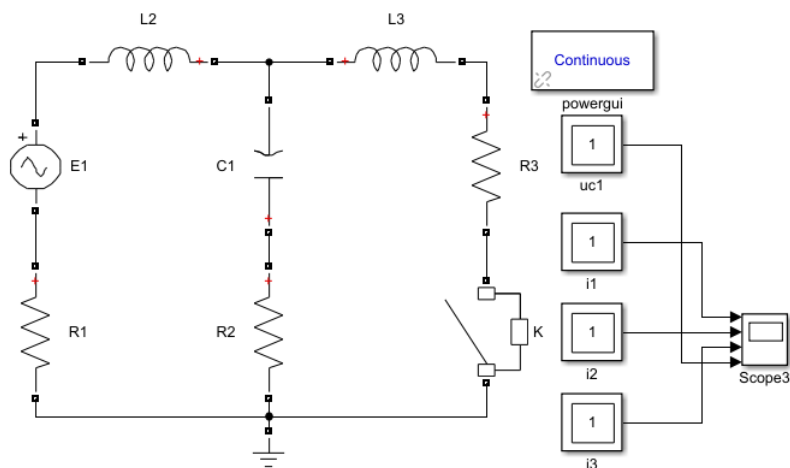 L2
L3
Continuous
powergui
+
E1
C1
R3
1
uc1
1
i1
R1
R2
K
1
i2
Scope3
1
i3